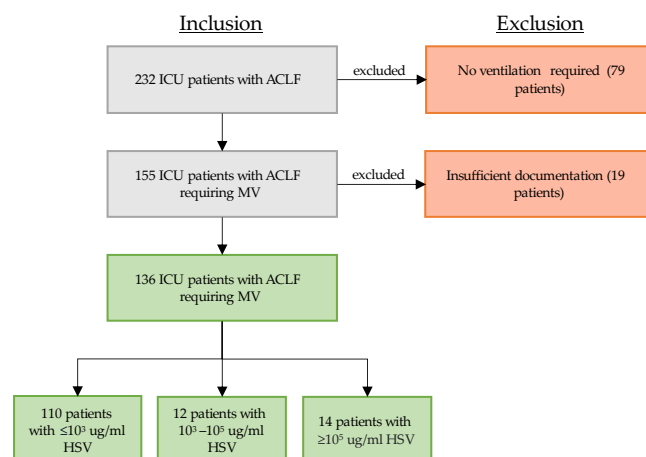 Inclusion
Exclusion
232 ICU patients with ACLF
excluded
No ventilation required (79
patients)
155 ICU patients with ACLF
requiring MV
excluded
Insufficient documentation (19
patients)
136 ICU patients with ACLF
requiring MV
110 patients
with ≤10³ ug/ml
HSV
12 patients with
10³–10⁵ ug/ml
HSV
14 patients with
≥10⁵ ug/ml HSV